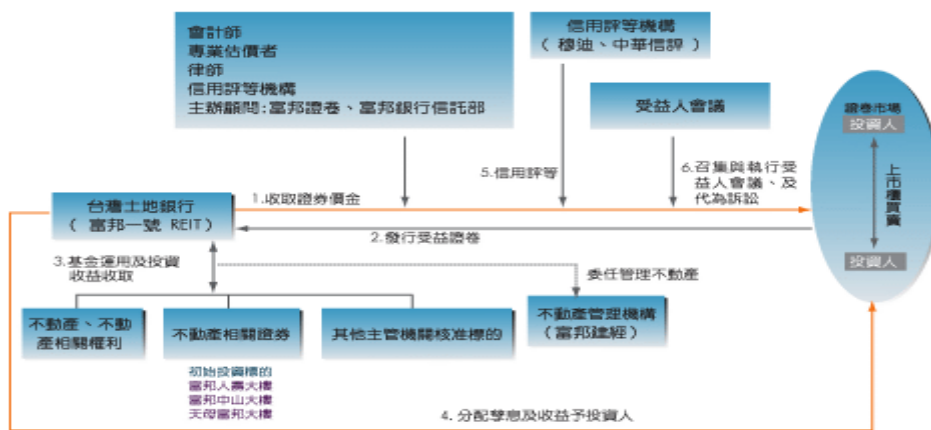 會計師
專業估價者
律師
信用評等機構
主辦顧問:富邦證卷、富邦銀行信託部
信用評等機構
( 穆迪、中華信評 )
受益人會議
證卷市場
投資人
上市櫃買賣
投資人
5.信用評等
6.召集與執行受
益人會議、及
代為訴訟
台灣土地銀行
( 富邦一號 REIT)
1.收取證券價金
2.發行受益證卷
3.基金運用及投資
收益收取
委任管理不動產
不動產、不動
產相關權利
不動產相關證券
其他主管機關核准標的
不動產管理機構
(富邦建經)
初始投資標的
富邦人壽大樓
富邦中山大樓
天母富邦大樓
4. 分配孳息及收益予投資人